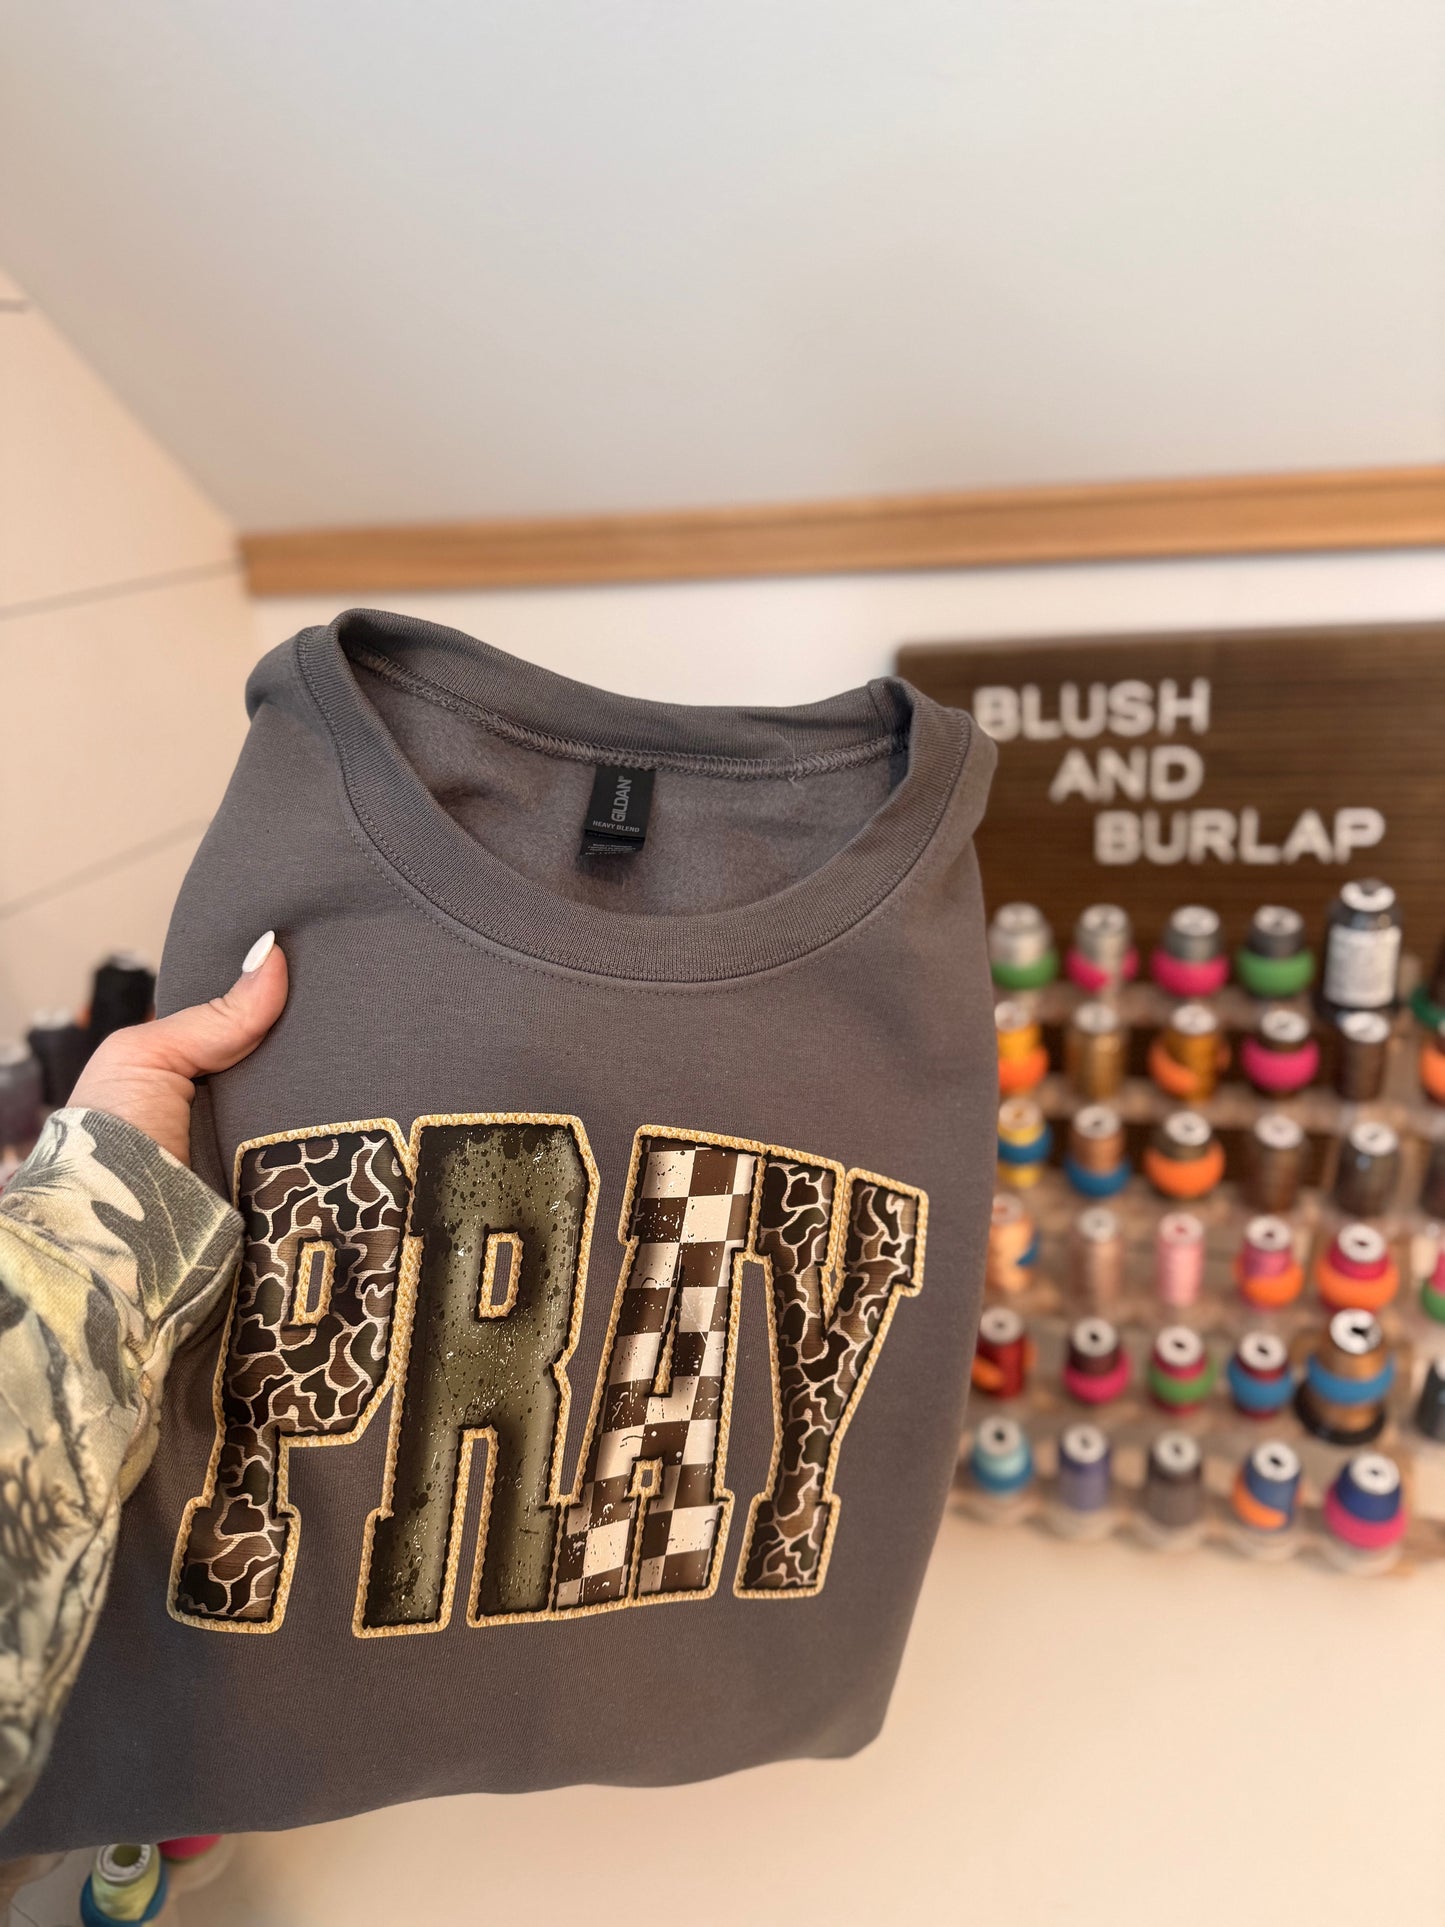 BLUSH
AND
BURLAP
GILDAN®
HEAVY BLEND
PRAY